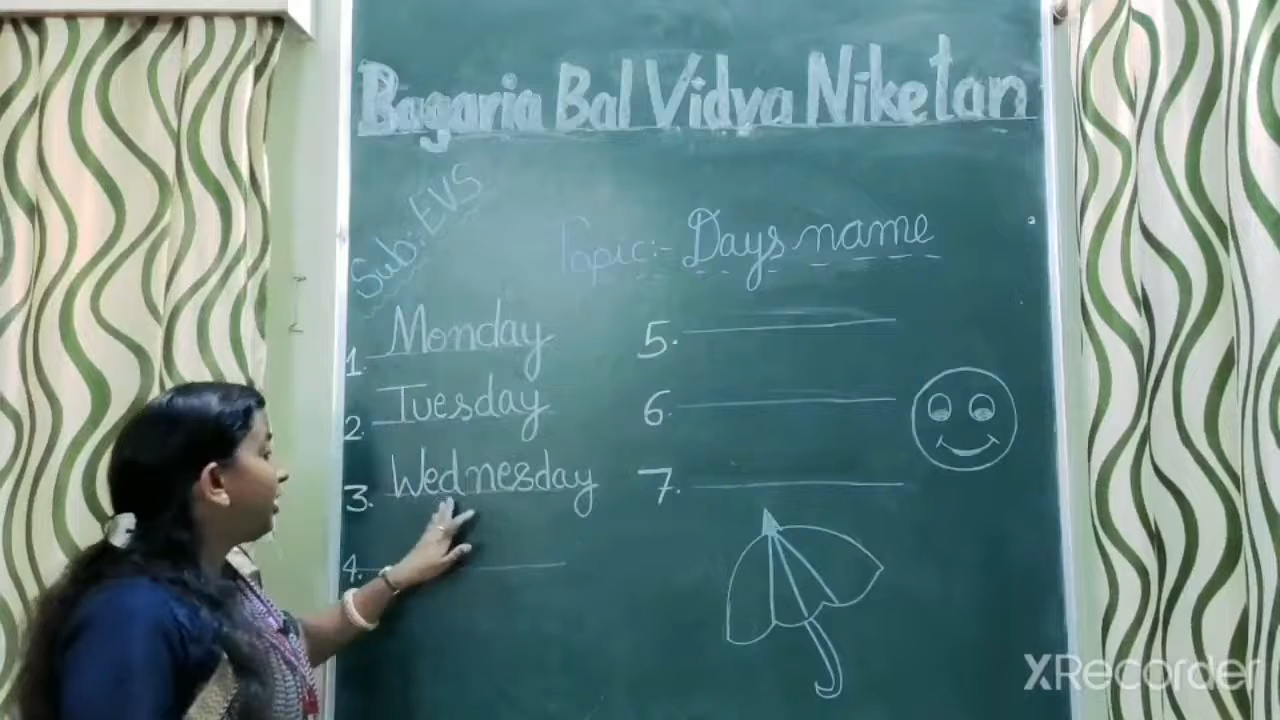 Bagaria Bal Vidya Niketan
Sub:EVS
Topic:- Days name
1. Monday
2. Tuesday
3. Wednesday
4.
5.
6.
7.
XRecorder